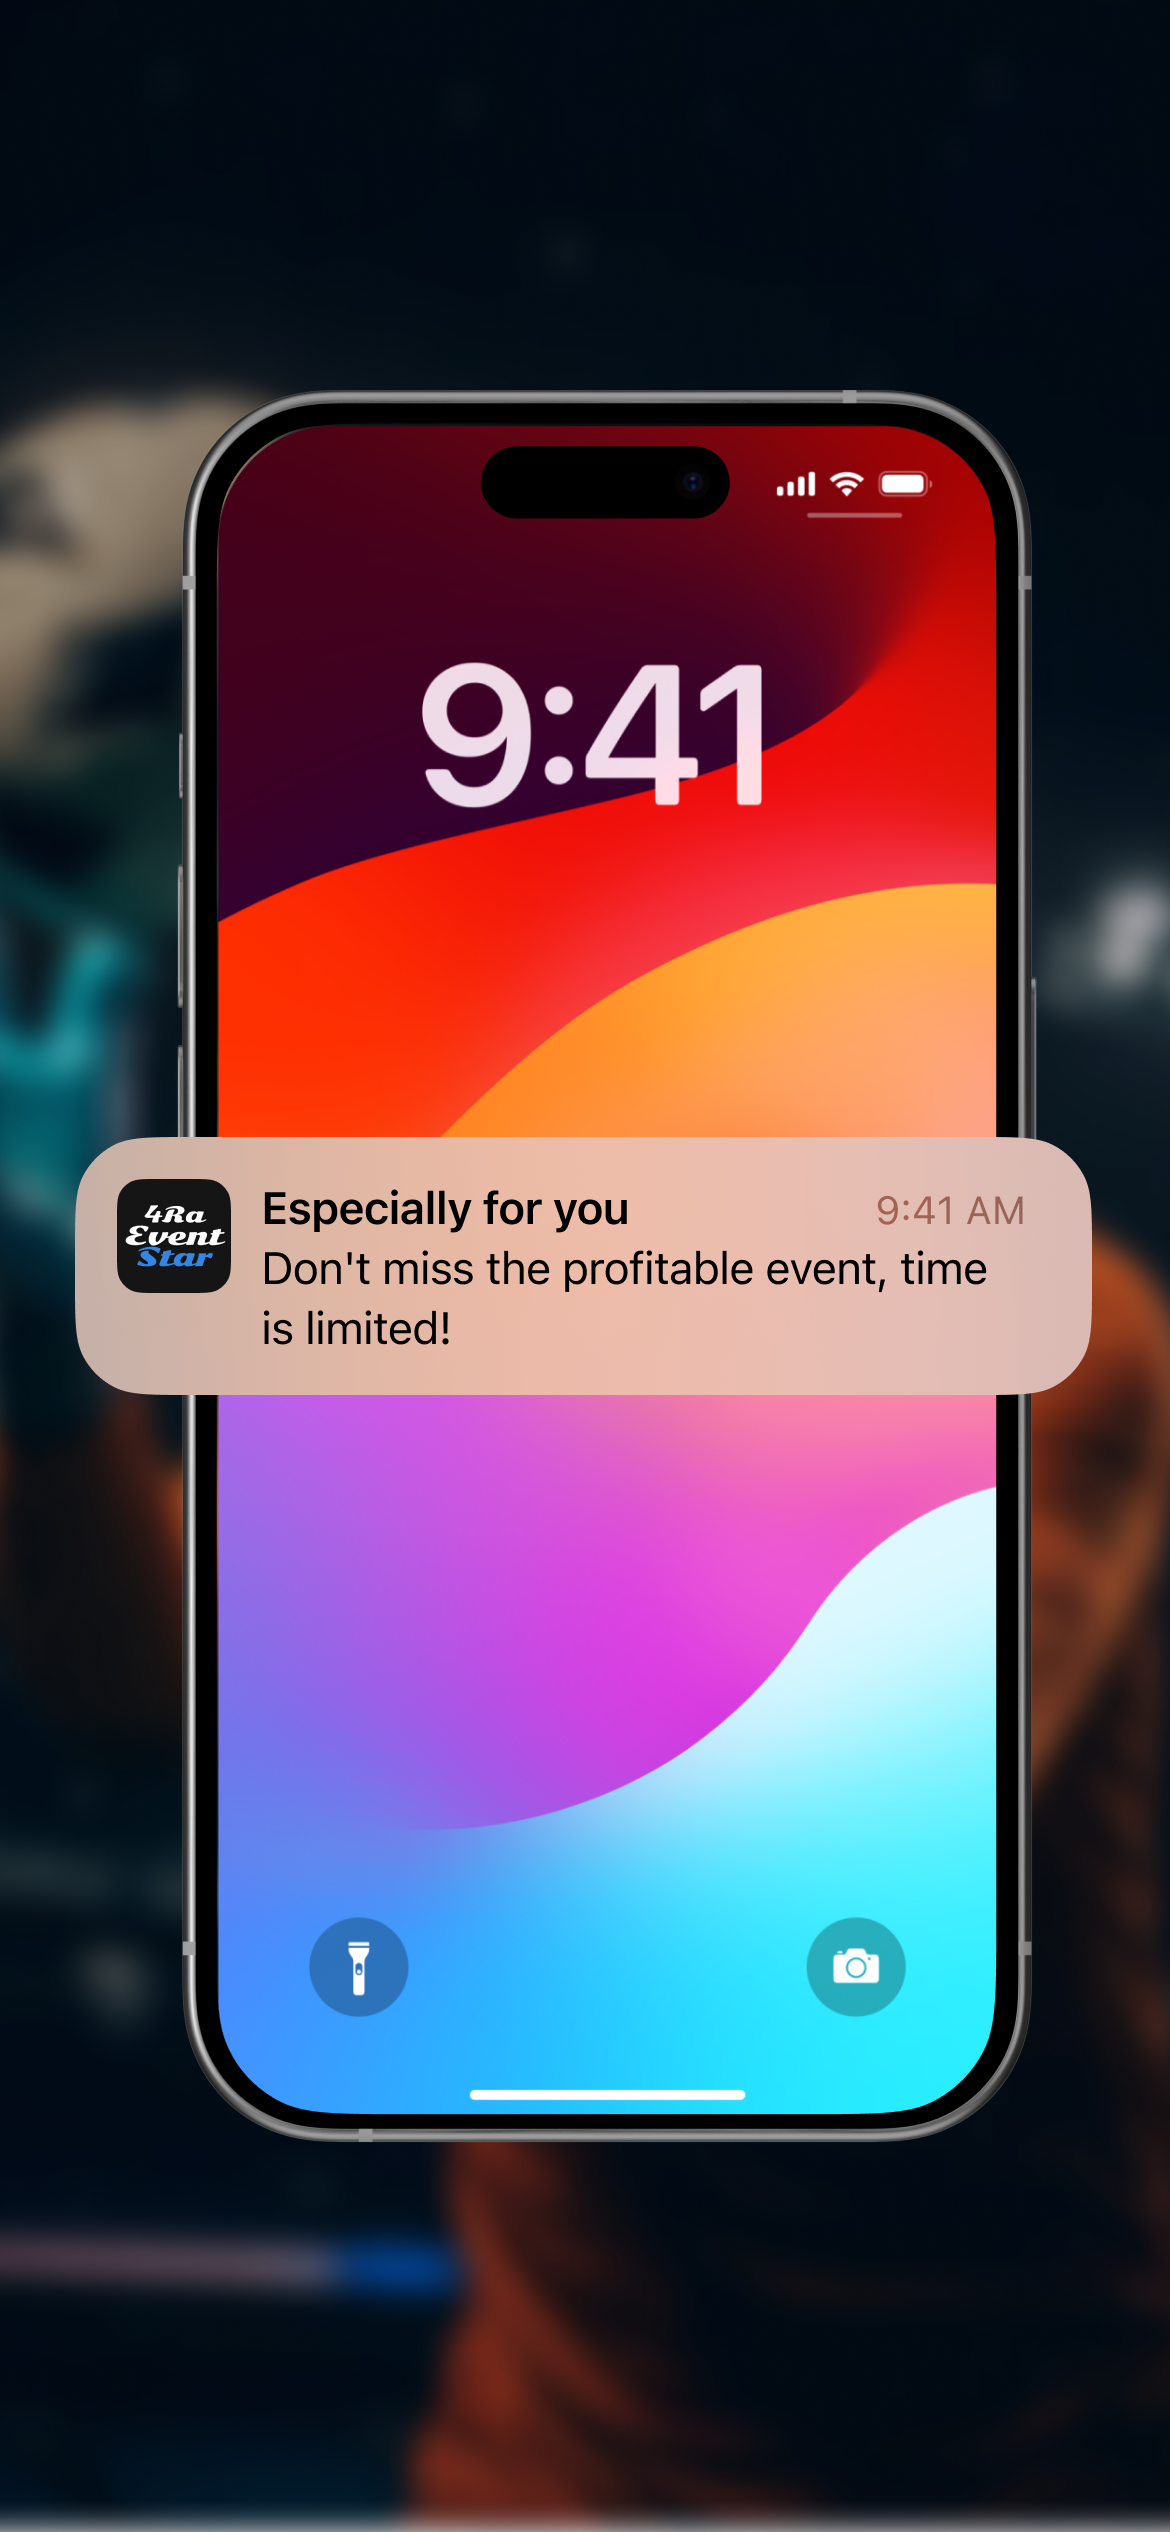 9:41
4Ra
Event
Star
Especially for you
9:41 AM
Don't miss the profitable event, time
is limited!